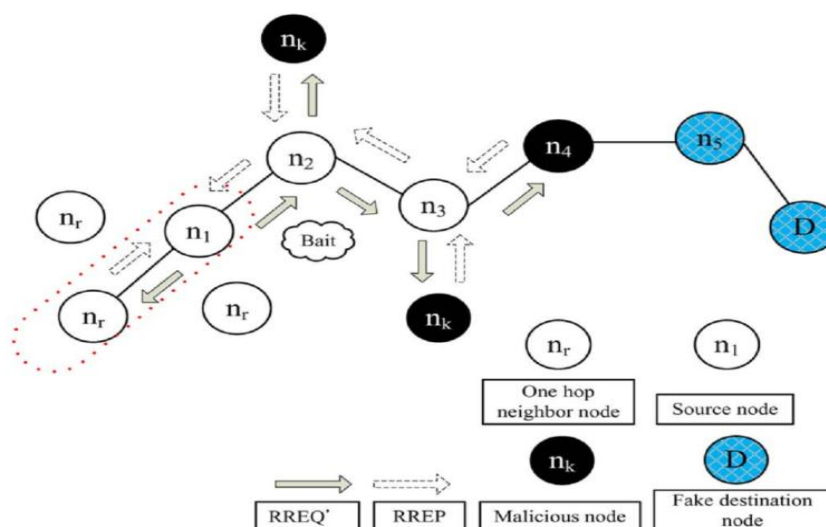 nk
n2
n4
n5
nr
n1
n3
D
Bait
nr
nr
nk
nr
n1
One hop
neighbor node
Source node
nk
D
RREQ'
RREP
Malicious node
Fake destination
node